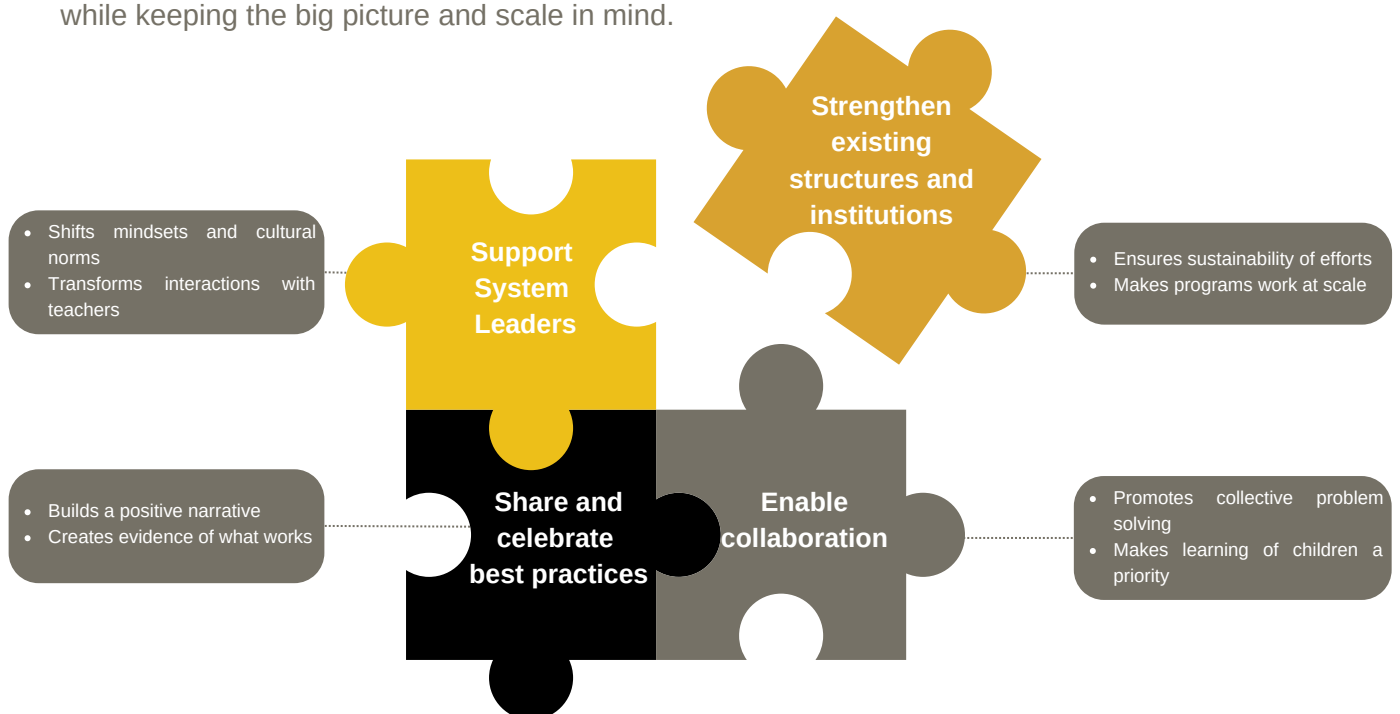 while keeping the big picture and scale in mind.
Strengthen
existing
structures and
institutions
Support
System
Leaders
• Shifts mindsets and cultural
norms
• Transforms interactions with
teachers
• Ensures sustainability of efforts
• Makes programs work at scale
Share and
celebrate
best practices
Enable
collaboration
• Builds a positive narrative
• Creates evidence of what works
• Promotes collective problem
solving
• Makes learning of children a
priority